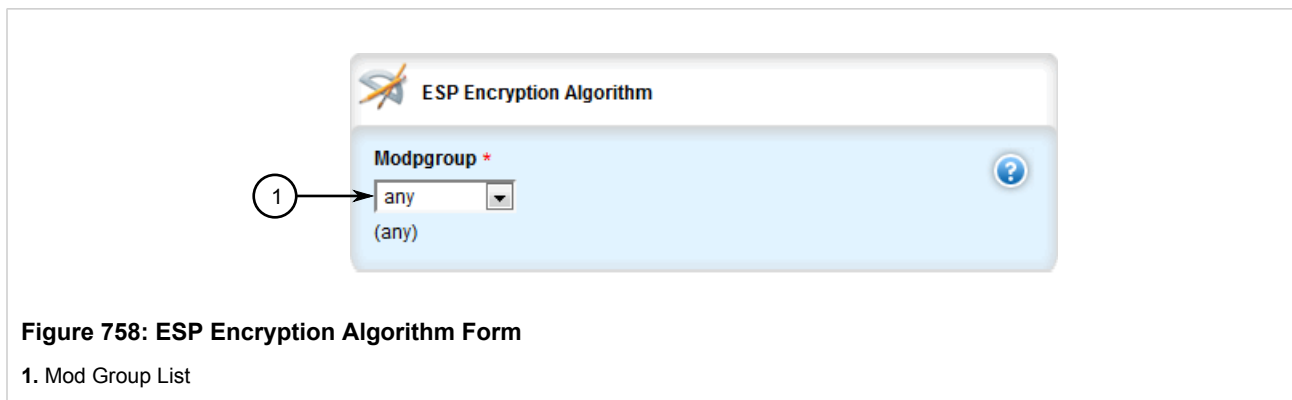 ESP Encryption Algorithm
Modpgroup *
?
1
any
(any)
Figure 758: ESP Encryption Algorithm Form
1. Mod Group List